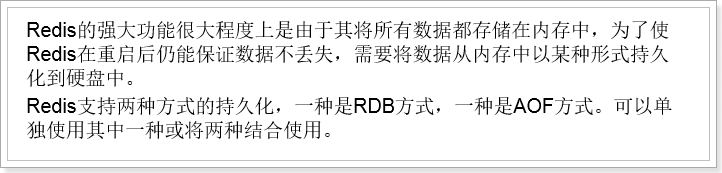 Redis的强大功能很大程度上是由于其将所有数据都存储在内存中，为了使
Redis在重启后仍能保证数据不丢失，需要将数据从内存中以某种形式持久
化到硬盘中。
Redis支持两种方式的持久化，一种是RDB方式，一种是AOF方式。可以单
独使用其中一种或将两种结合使用。